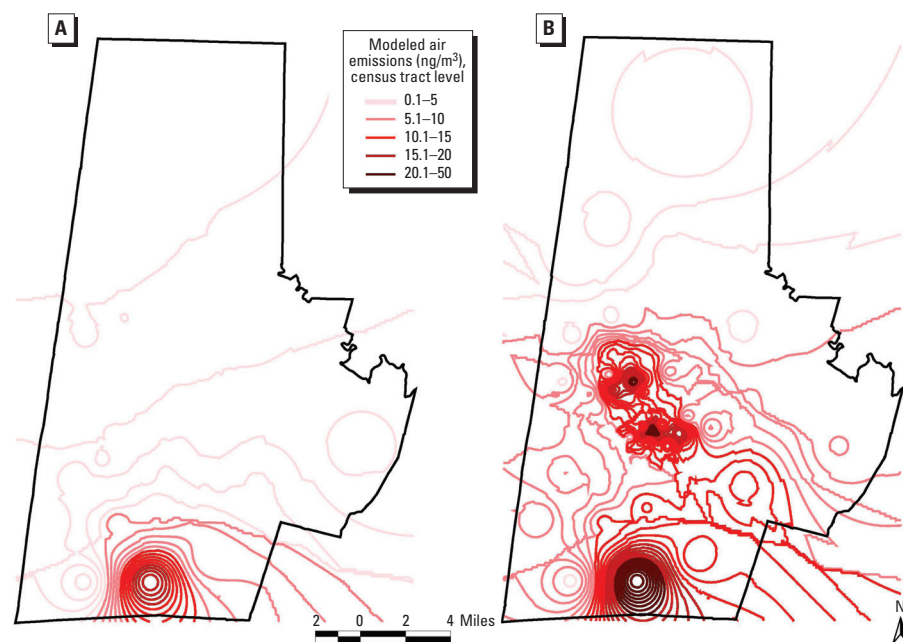 A
Modeled air
emissions (ng/m³),
census tract level
0.1–5
5.1–10
10.1–15
15.1–20
20.1–50
B
2 0 2 4 Miles
N